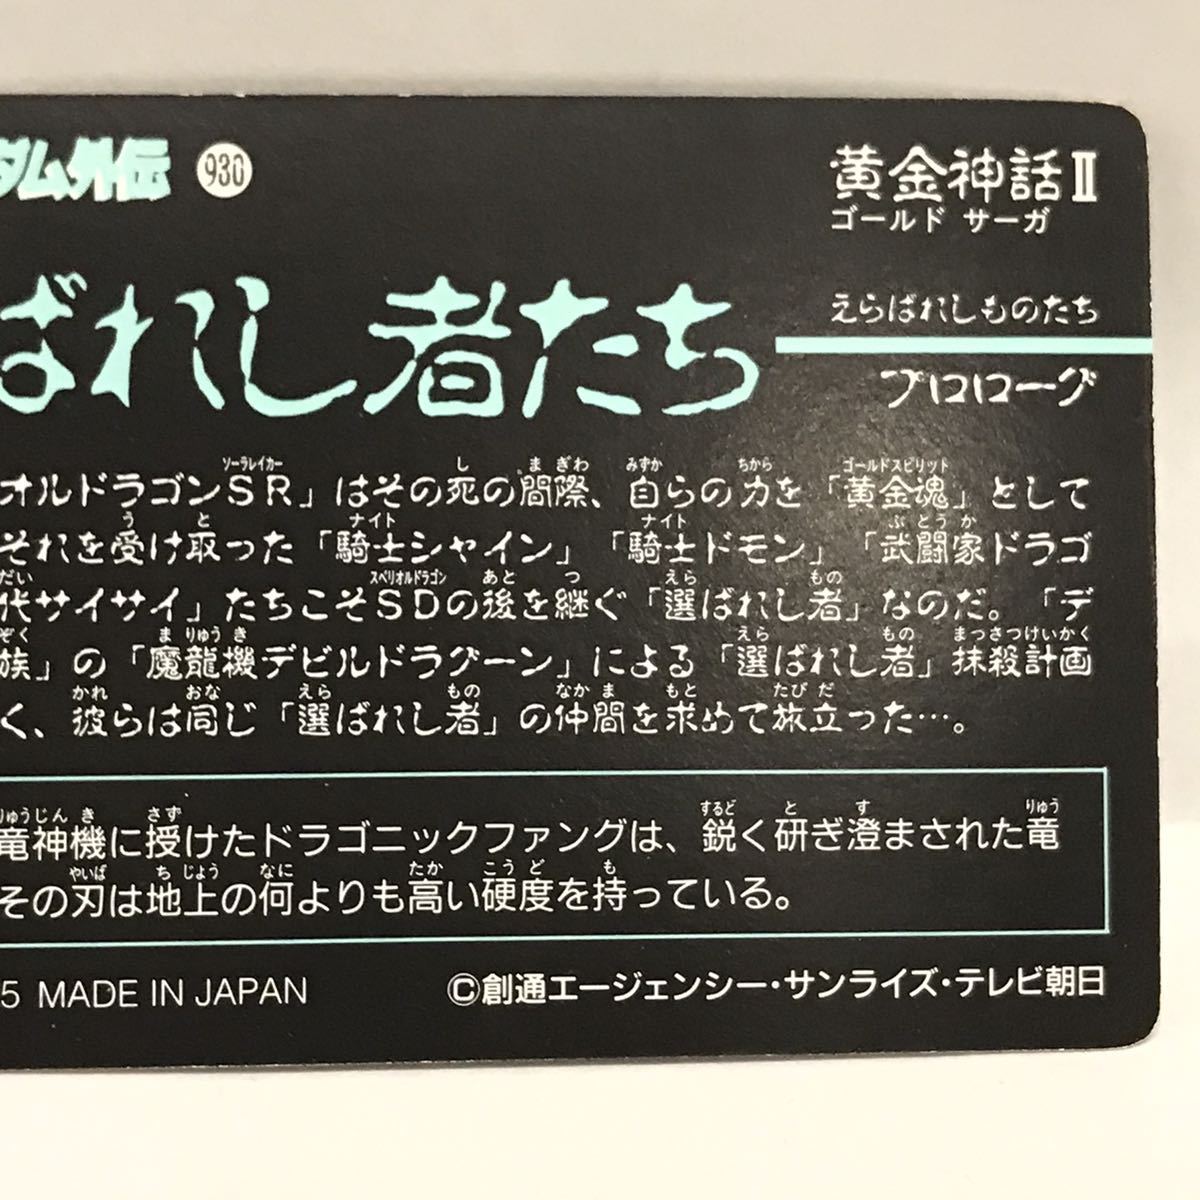 ダム外伝 930
黄金神話II
ゴールド サーガ
ばれし者たち
えらばれしものたち
プロローグ
オルドラゴンSR」はその死の間際、自らの力を「黄金魂」として
それを受け取った「騎士シャイン」「騎士ドモン」「武闘家ドラゴ
代サイサイ」たちこそSDの後を継ぐ「選ばれし者」なのだ。「デ
族」の「魔龍機デビルドラグーン」による「選ばれし者」抹殺計画
く、彼らは同じ「選ばれし者」の仲間を求めて旅立った…。
竜神機に授けたドラゴニックファングは、鋭く研ぎ澄まされた竜
その刃は地上の何よりも高い硬度を持っている。
5 MADE IN JAPAN
©創通エージェンシー・サンライズ・テレビ朝日